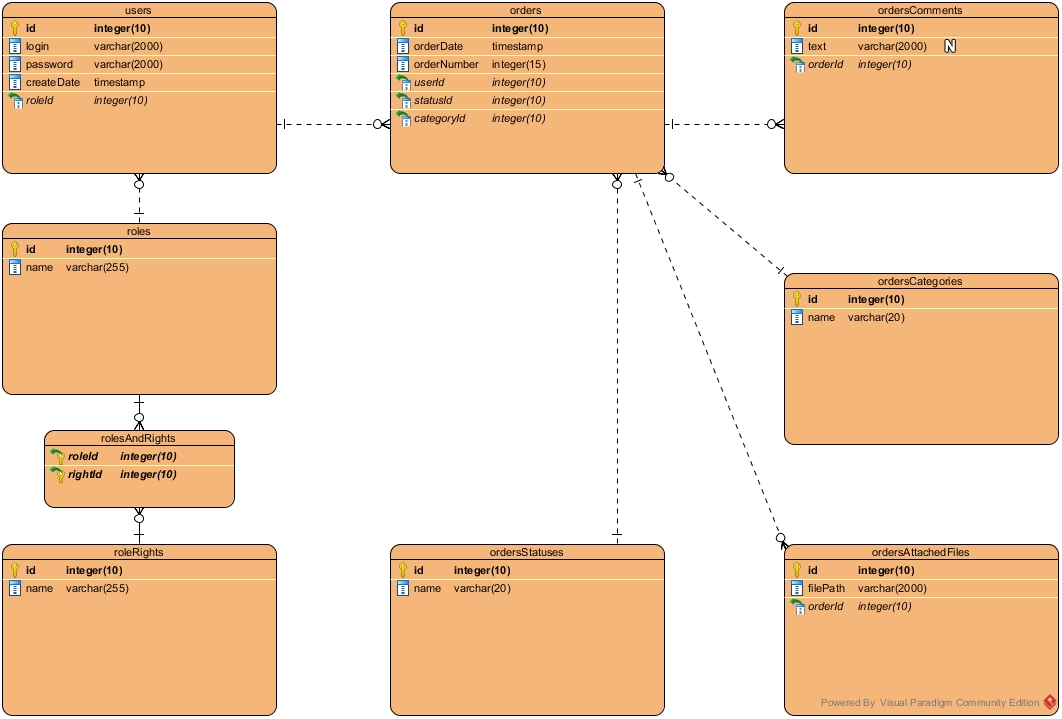 users
id integer(10)
login varchar(2000)
password varchar(2000)
createDate timestamp
roleId integer(10)
orders
id integer(10)
orderDate timestamp
orderNumber integer(15)
userId integer(10)
statusId integer(10)
categoryId integer(10)
ordersComments
id integer(10)
text varchar(2000) N
orderId integer(10)
roles
id integer(10)
name varchar(255)
ordersCategories
id integer(10)
name varchar(20)
rolesAndRights
roleId integer(10)
rightId integer(10)
roleRights
id integer(10)
name varchar(255)
ordersStatuses
id integer(10)
name varchar(20)
ordersAttachedFiles
id integer(10)
filePath varchar(2000)
orderId integer(10)
Powered By Visual Paradigm Community Edition